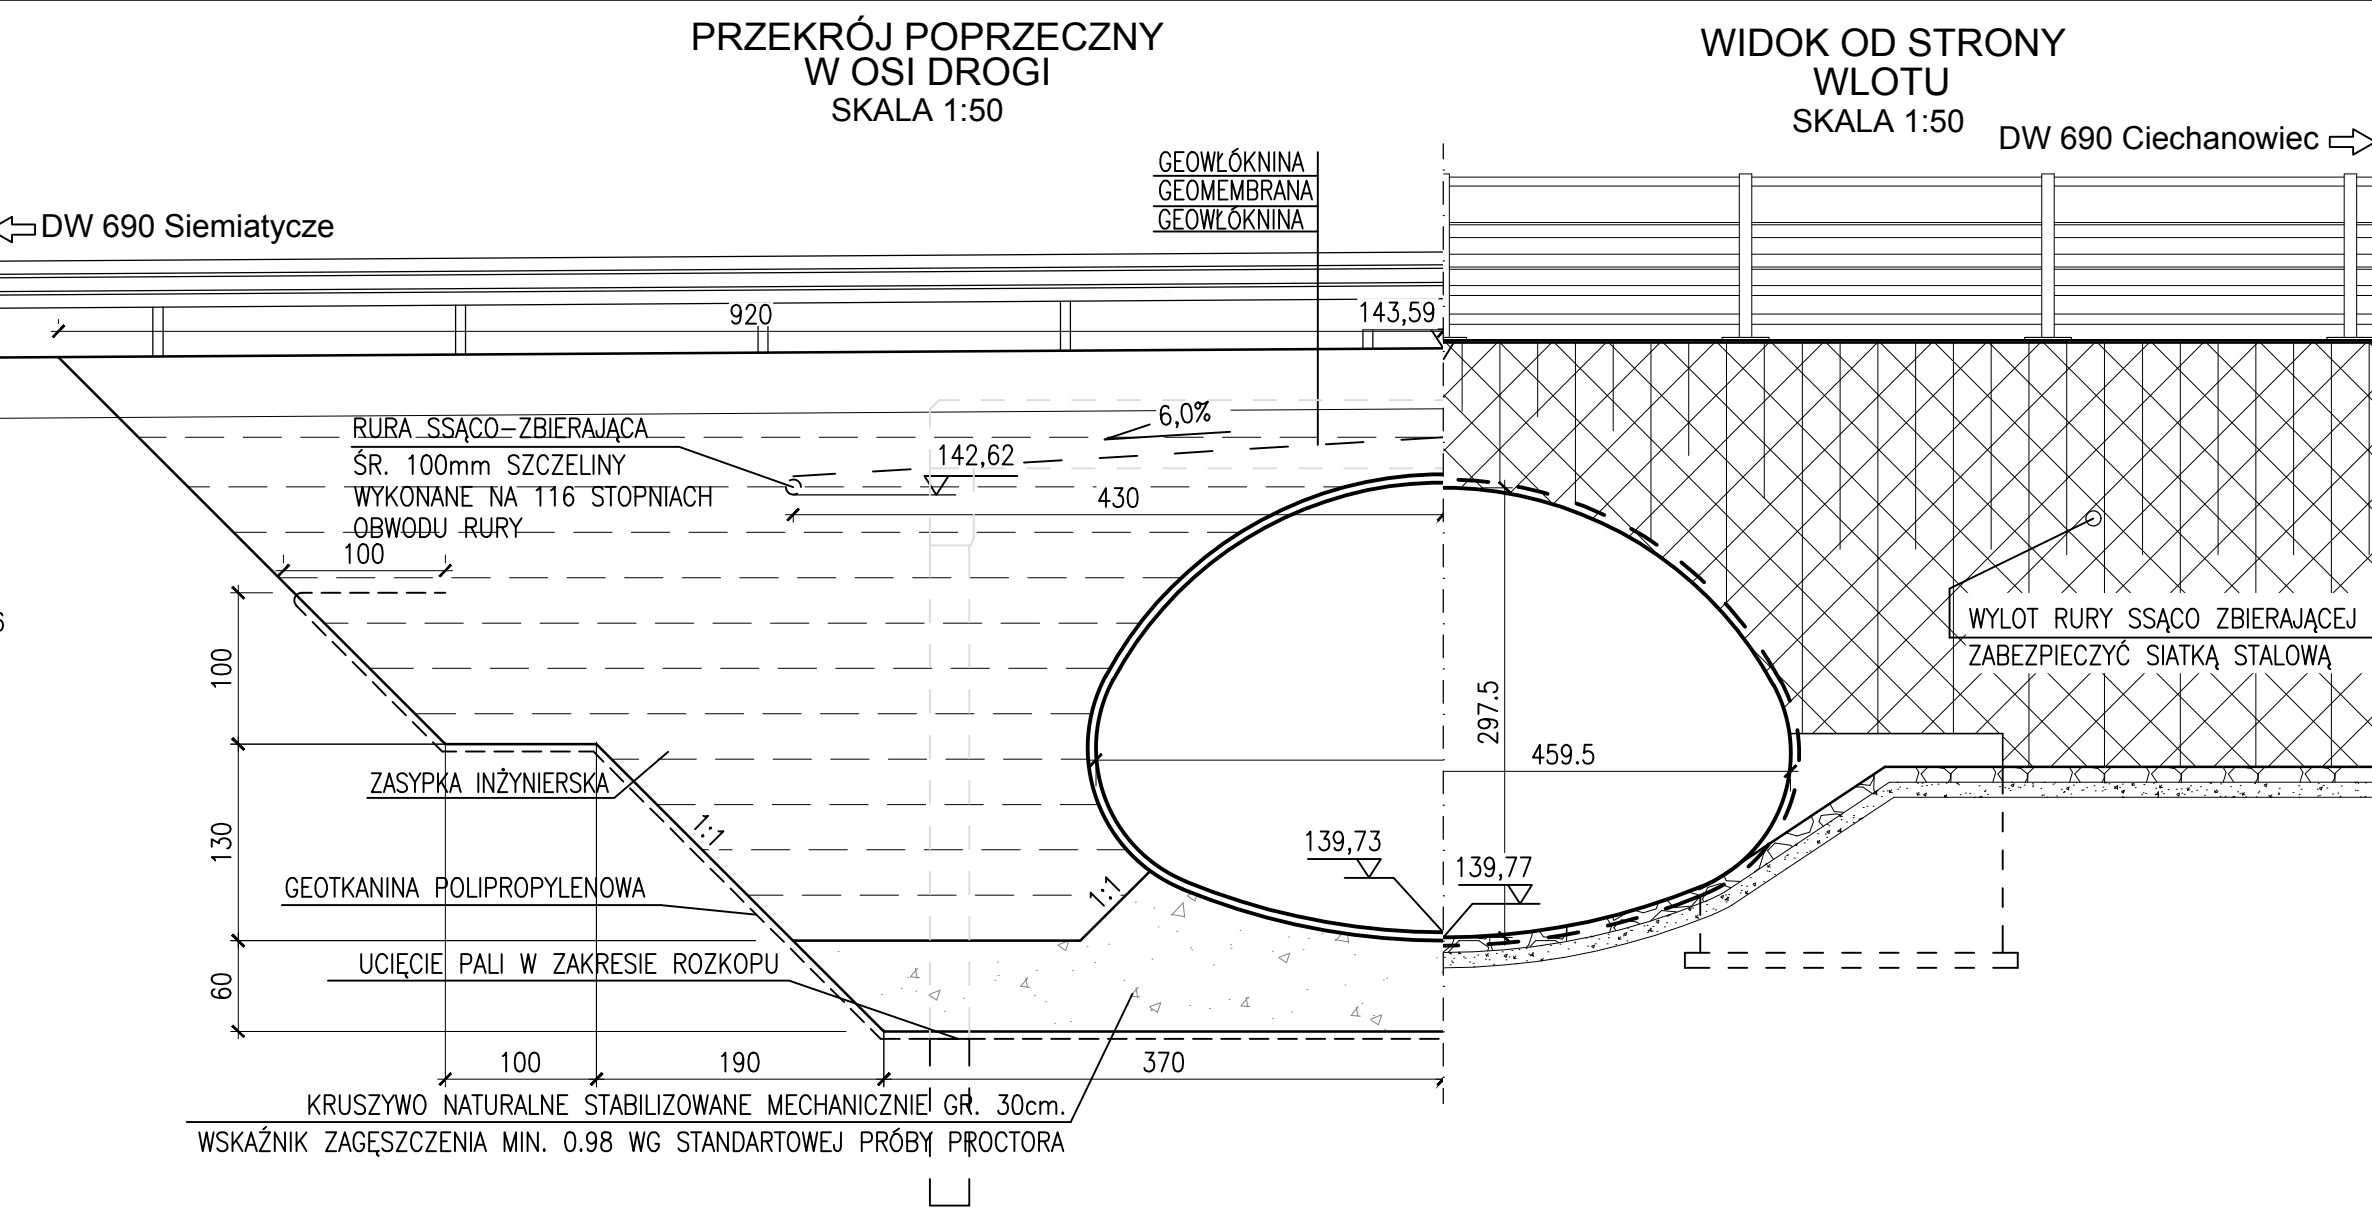 PRZEKRÓJ POPRZECZNY
W OSI DROGI
SKALA 1:50
WIDOK OD STRONY
WLOTU
SKALA 1:50
DW 690 Ciechanowiec
DW 690 Siemiatycze
GEOWŁÓKNINA
GEOMEMBRANA
GEOWŁÓKNINA
920
143,59
6,0%
RURA SSĄCO-ZBIERAJĄCA
ŚR. 100mm SZCZELINY
WYKONANE NA 116 STOPNIACH
OBWODU RURY
142,62
430
100
100
WYLOT RURY SSĄCO ZBIERAJĄCEJ
ZABEZPIECZYĆ SIATKĄ STALOWĄ
297.5
459.5
ZASYPKA INŻYNIERSKA
1:1
130
139,73
139,77
GEOTKANINA POLIPROPYLENOWA
1:1
UCIĘCIE PALI W ZAKRESIE ROZKOPU
60
100
190
370
KRUSZYWO NATURALNE STABILIZOWANE MECHANICZNIE GR. 30cm.
WSKAŹNIK ZAGĘSZCZENIA MIN. 0.98 WG STANDARTOWEJ PRÓBY PROCTORA